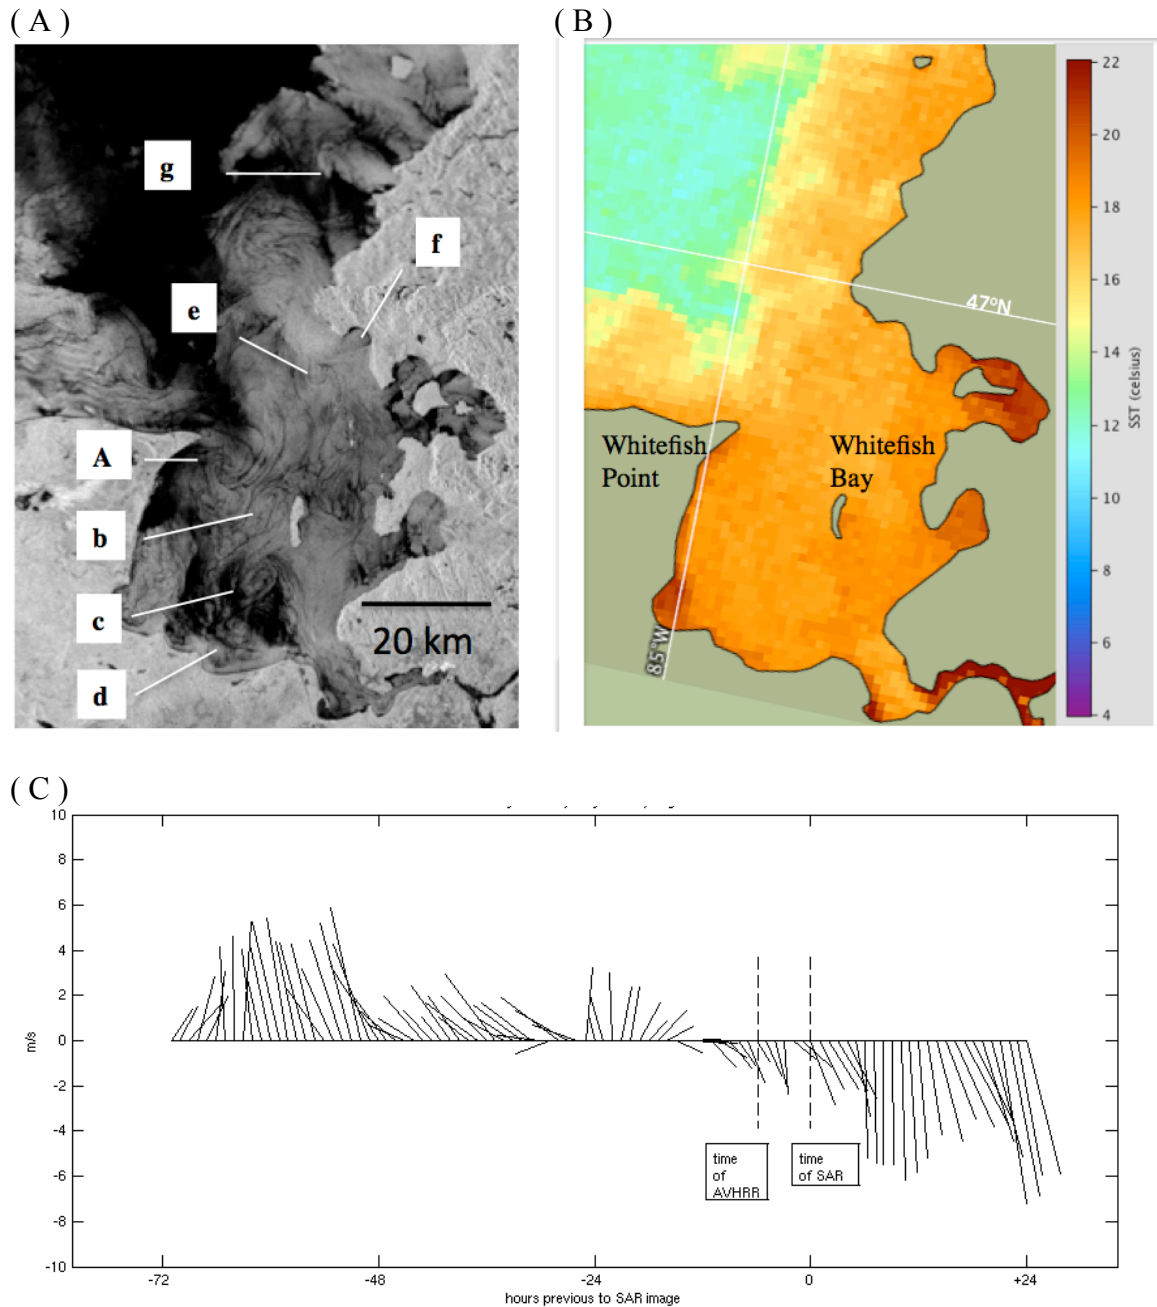 ( A )
( B )
g
f
e
A
b
c
d
20 km
47°N
Whitefish
Point
Whitefish
Bay
85°W
22
20
18
16
14
12
10
8
6
4
SST (celsius)
( C )
10
8
6
4
2
0
-2
-4
-6
-8
-10
m/s
time
of
AVHRR
time
of SAR
-72
-48
-24
0
+24
hours previous to SAR image